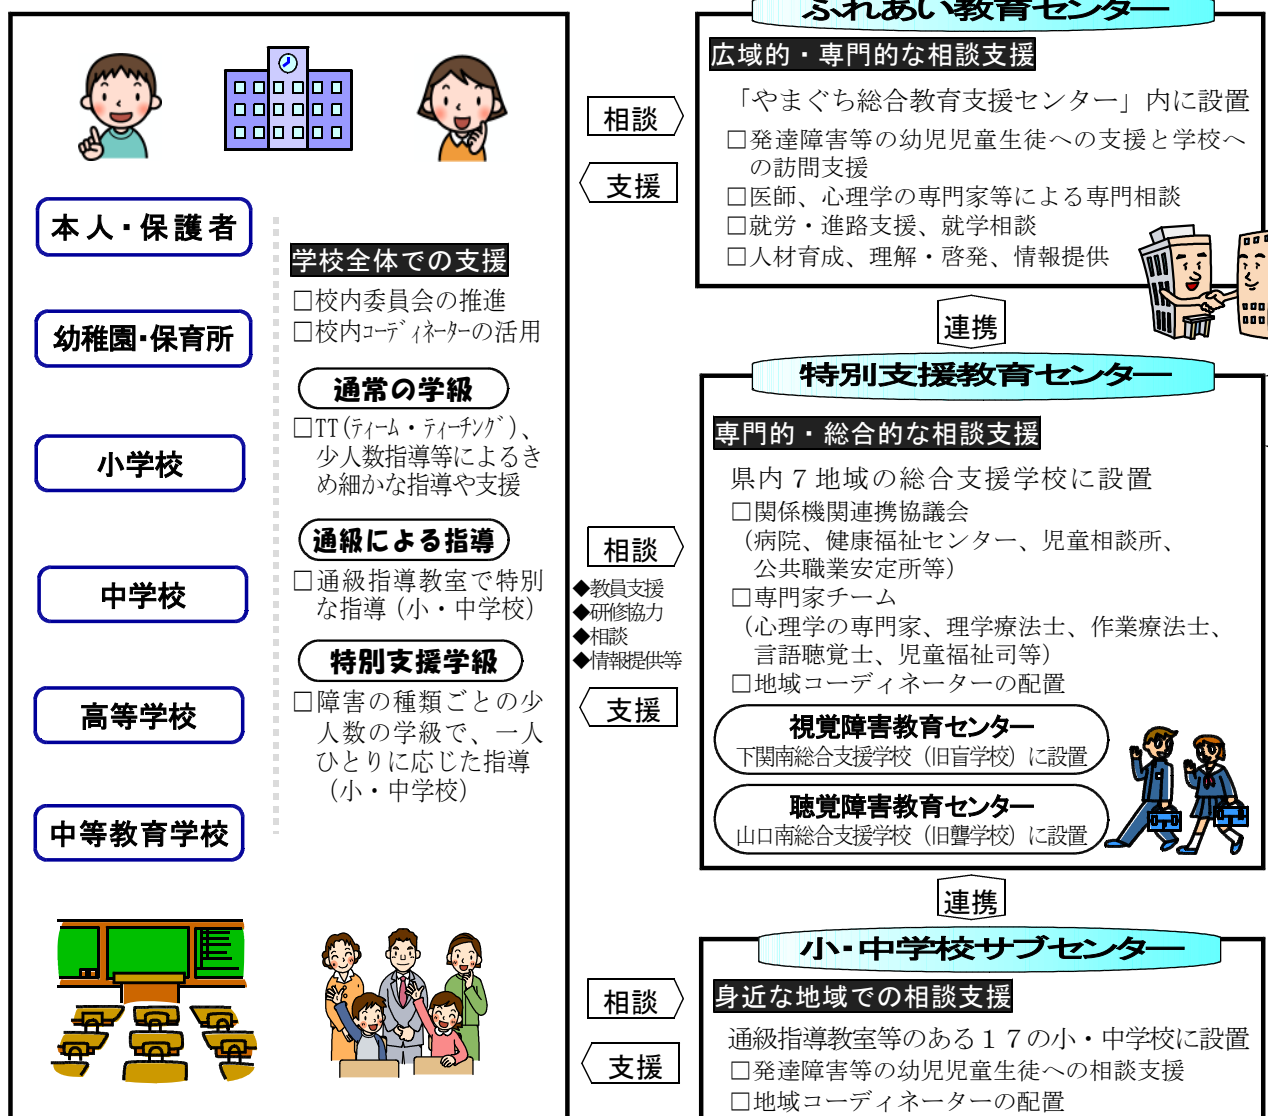 本人・保護者
幼稚園・保育所
小学校
中学校
高等学校
中等教育学校
学校全体での支援
□校内委員会の推進
□校内ｺｰﾃﾞｨﾈｰﾀｰの活用
通常の学級
□TT(ﾃｨｰﾑ・ﾃｨｰﾁﾝｸﾞ)、
少人数指導等によるき
め細かな指導や支援
通級による指導
□通級指導教室で特別
な指導（小・中学校）
特別支援学級
□障害の種類ごとの少
人数の学級で、一人
ひとりに応じた指導
（小・中学校）
相談
支援
相談
◆教員支援
◆研修協力
◆相談
◆情報提供等
支援
相談
支援
ふれあい教育センター
広域的・専門的な相談支援
「やまぐち総合教育支援センター」内に設置
□発達障害等の幼児児童生徒への支援と学校へ
の訪問支援
□医師、心理学の専門家等による専門相談
□就労・進路支援、就学相談
□人材育成、理解・啓発、情報提供
連携
特別支援教育センター
専門的・総合的な相談支援
県内７地域の総合支援学校に設置
□関係機関連携協議会
（病院、健康福祉センター、児童相談所、
公共職業安定所等）
□専門家チーム
（心理学の専門家、理学療法士、作業療法士、
言語聴覚士、児童福祉司等）
□地域コーディネーターの配置
視覚障害教育センター
下関南総合支援学校（旧盲学校）に設置
聴覚障害教育センター
山口南総合支援学校（旧聾学校）に設置
連携
小・中学校サブセンター
身近な地域での相談支援
通級指導教室等のある１７の小・中学校に設置
□発達障害等の幼児児童生徒への相談支援
□地域コーディネーターの配置